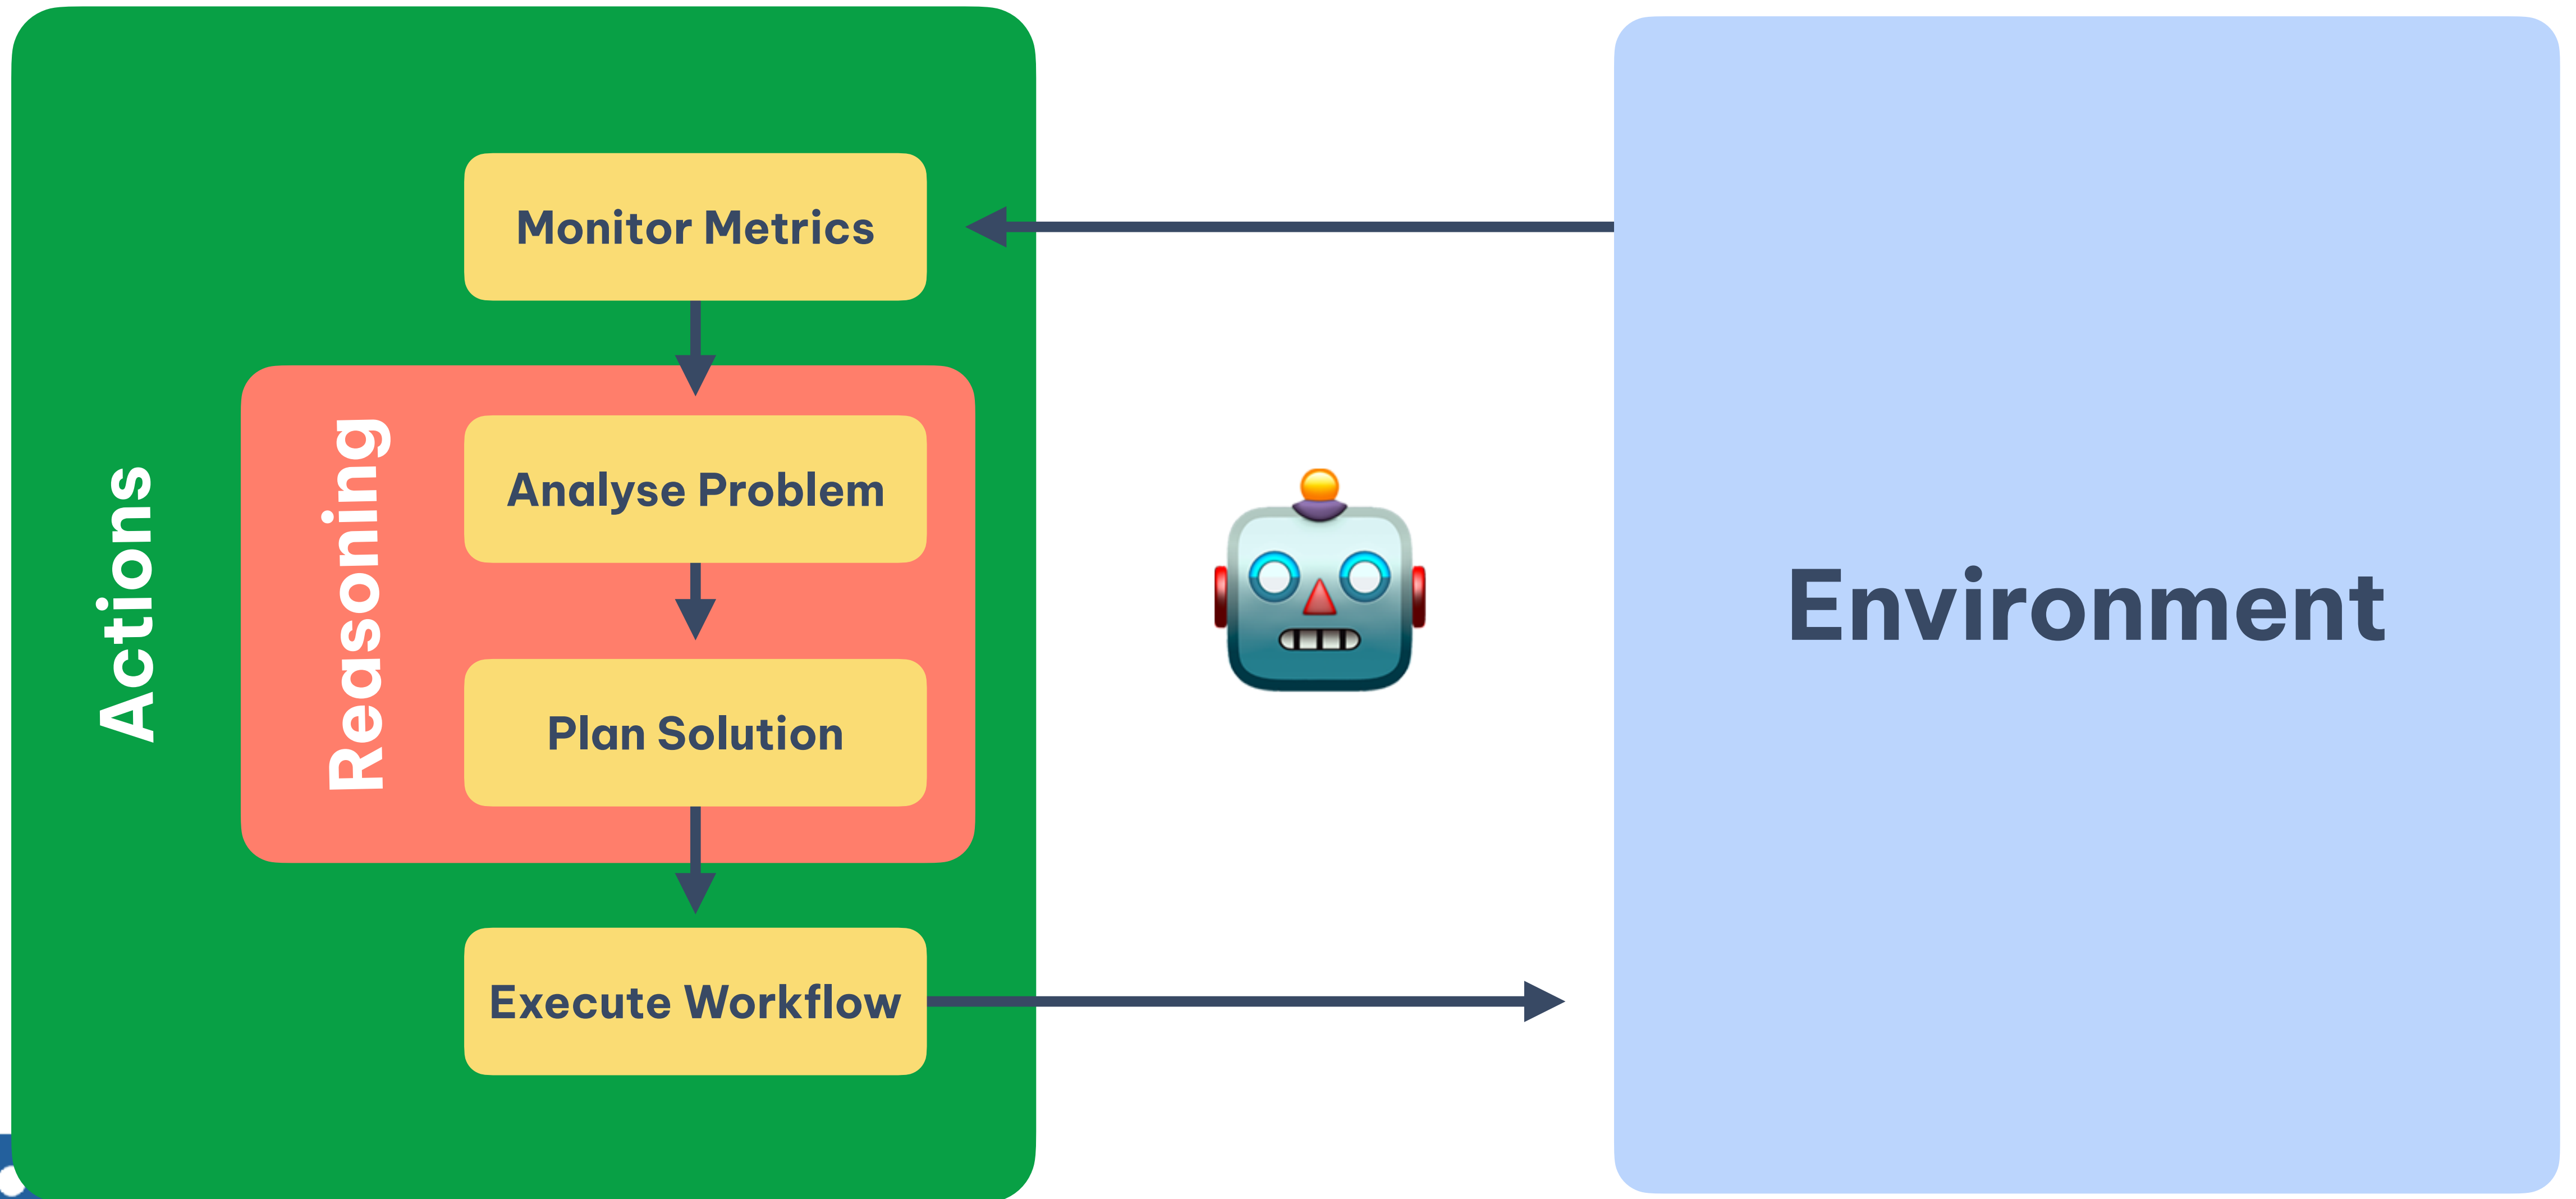 Actions
Reasoning
Monitor Metrics
Analyse Problem
Plan Solution
Execute Workflow
Environment